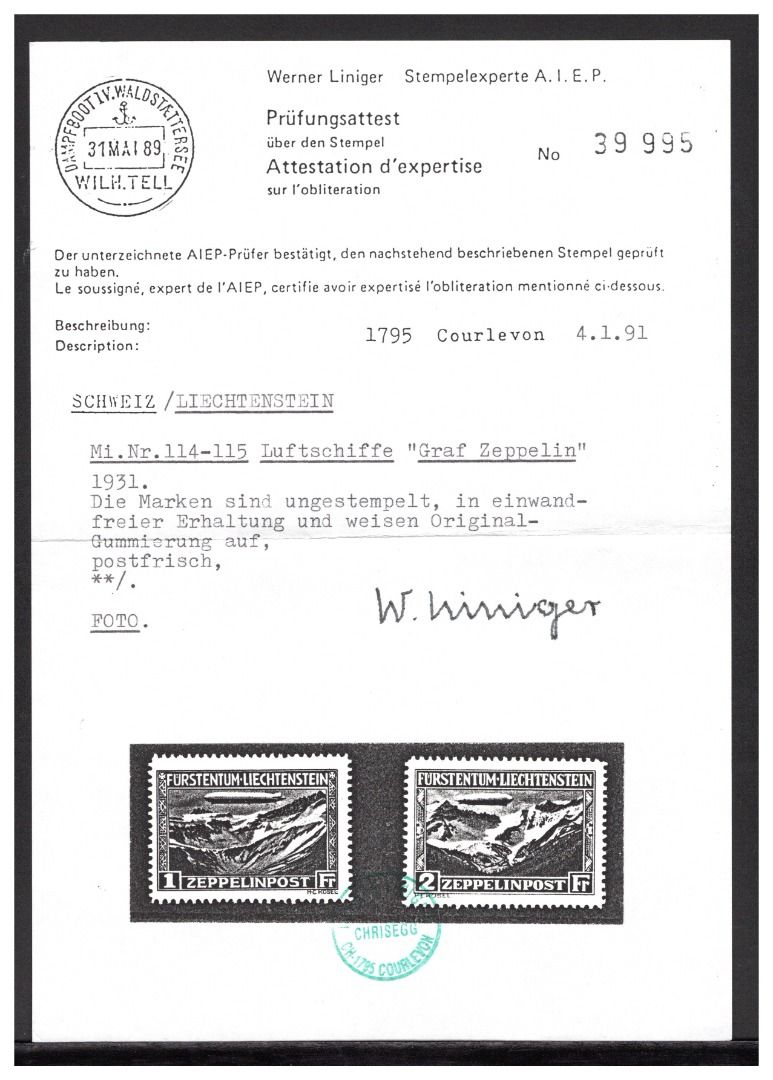 Werner Liniger Stempelexperte A.I.E.P.
DAMPFBOOT IV. WALDSTÆTTERSEE
31 MAI 89
WILH. TELL
Prüfungsattest
über den Stempel
Attestation d'expertise
sur l'obliteration
No 39 995
Der unterzeichnete AIEP-Prüfer bestätigt, den nachstehend beschriebenen Stempel geprüft
zu haben.
Le soussigné, expert de l'AIEP, certifie avoir expertisé l'obliteration mentionné ci-dessous.
Beschreibung:
Description:
1795 Courlevon 4.1.91
SCHWEIZ /LIECHTENSTEIN
Mi.Nr.114-115 Luftschiffe "Graf Zeppelin"
1931.
Die Marken sind ungestempelt, in einwand-
freier Erhaltung und weisen Original-
Gummierung auf,
postfrisch,
**/.
FOTO.
W. Liniger
FÜRSTENTUM·LIECHTENSTEIN
1 ZEPPELINPOST Fr
H.C. KOSEL
FÜRSTENTUM·LIECHTENSTEIN
2 ZEPPELINPOST Fr
CHRISEGG
CH-1795 COURLEVON